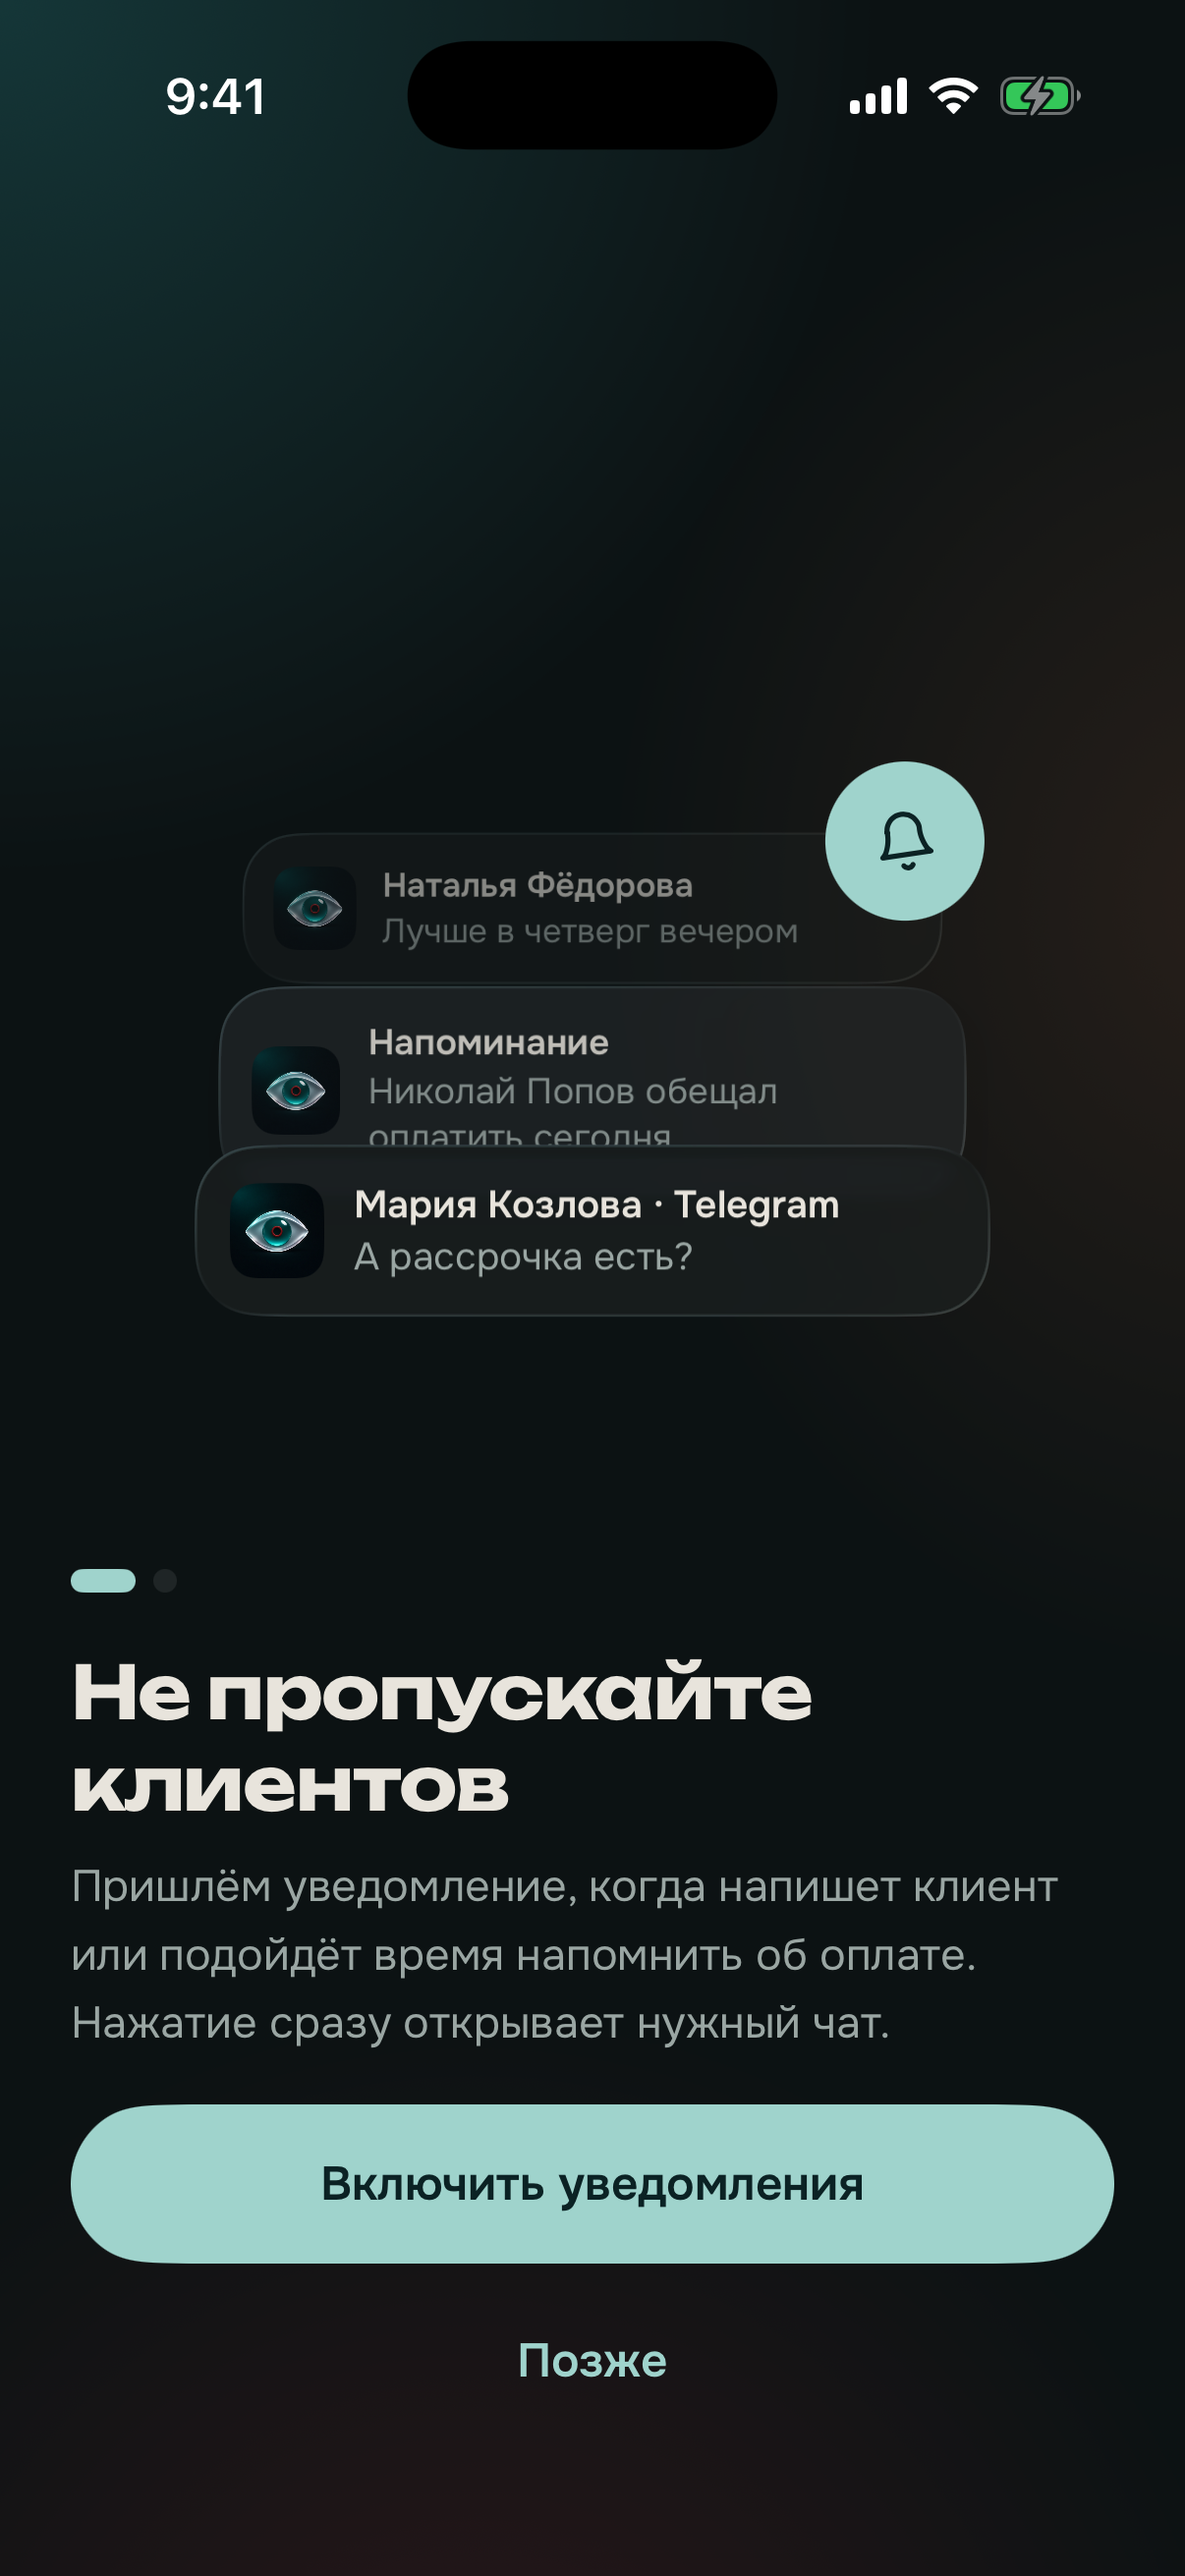 9:41
Наталья Фёдорова
Лучше в четверг вечером
Напоминание
Николай Попов обещал
оплатить сегодня
Мария Козлова · Telegram
А рассрочка есть?
Не пропускайте
клиентов
Пришлём уведомление, когда напишет клиент
или подойдёт время напомнить об оплате.
Нажатие сразу открывает нужный чат.
Включить уведомления
Позже